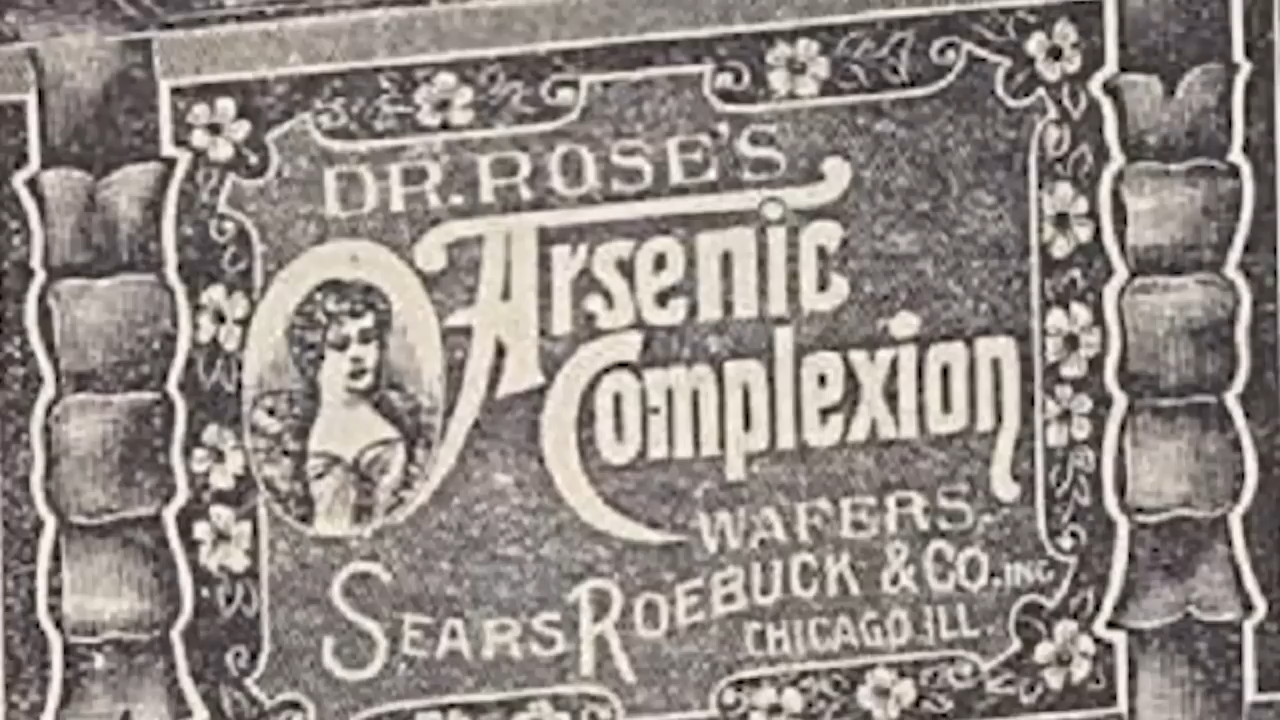 DR. ROSE'S
Arsenic
Complexion
WAFERS.
SEARS ROEBUCK & CO. INC
CHICAGO. ILL.